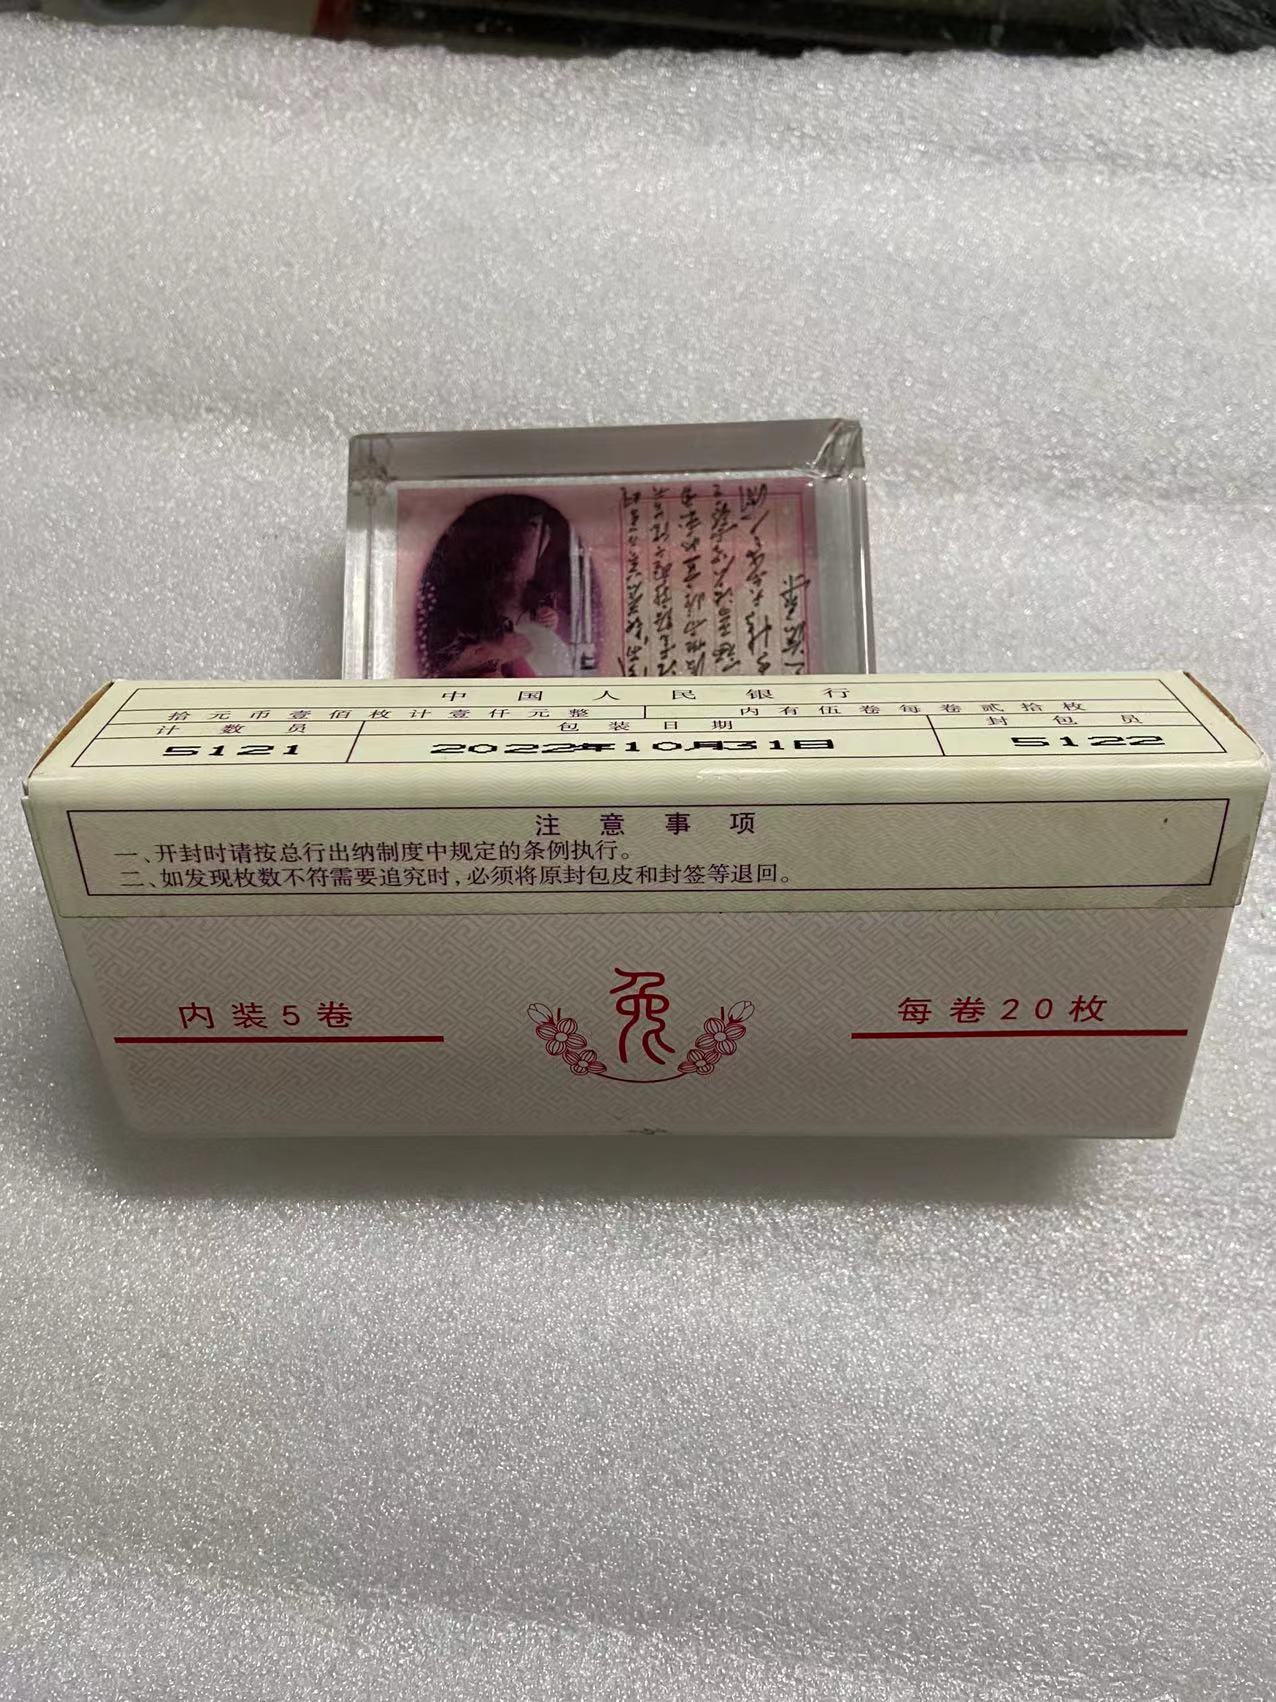 中国人民银行
拾元币壹佰枚计壹仟元整 内有伍卷每卷贰拾枚
计数员 包装日期 封包员
5121 2022年10月31日 5122
注意事项
一、开封时请按总行出纳制度中规定的条例执行。
二、如发现枚数不符需要追究时，必须将原封包皮和封签等退回。
内装5卷 兔 每卷20枚